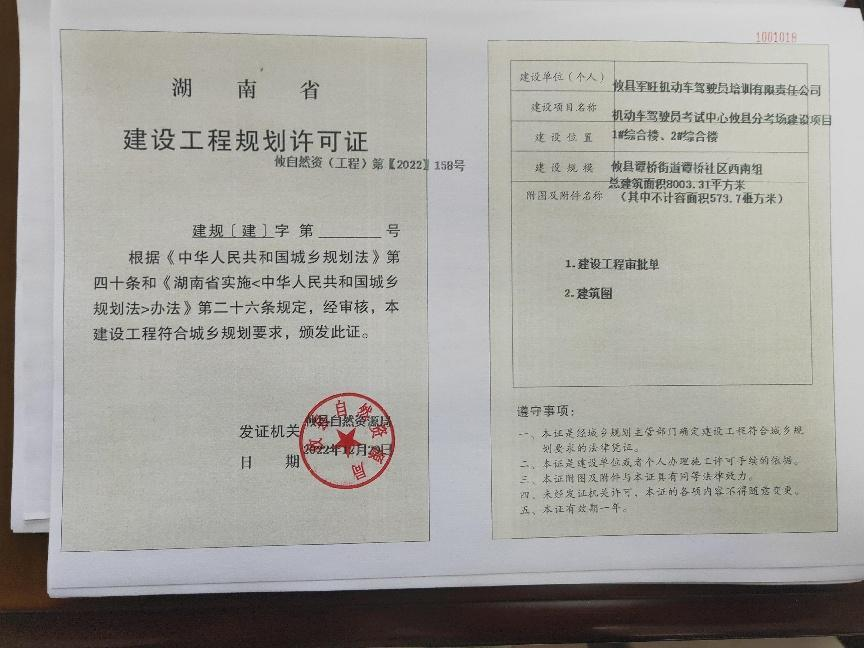 湖南省
建设工程规划许可证
攸自然资（工程）第【2022】158号
建规［建］字 第 号
根据《中华人民共和国城乡规划法》第
四十条和《湖南省实施<中华人民共和国城乡
规划法>办法》第二十六条规定，经审核，本
建设工程符合城乡规划要求，颁发此证。
发证机关 攸县自然资源局
日 期 2022年12月29日
攸县自然资源局
1001018
建设单位（个人） 攸县军旺机动车驾驶员培训有限责任公司
建设项目名称 机动车驾驶员考试中心攸县分考场建设项目
1#综合楼、2#综合楼
建设位置
建设规模 攸县谭桥街道谭桥社区西南组
总建筑面积8003.31平方米
附图及附件名称 （其中不计容面积573.7 方米）
1.建设工程审批单
2.建筑图
遵守事项：
一、本证是经城乡规划主管部门确定建设工程符合城乡规
划要求的法律凭证。
二、本证是建设单位或者个人办理施工许可手续的依据。
三、本证附图及附件与本证具有同等法律效力。
四、未经发证机关许可，本证的各项内容不得随意变更。
五、本证有效期一年。